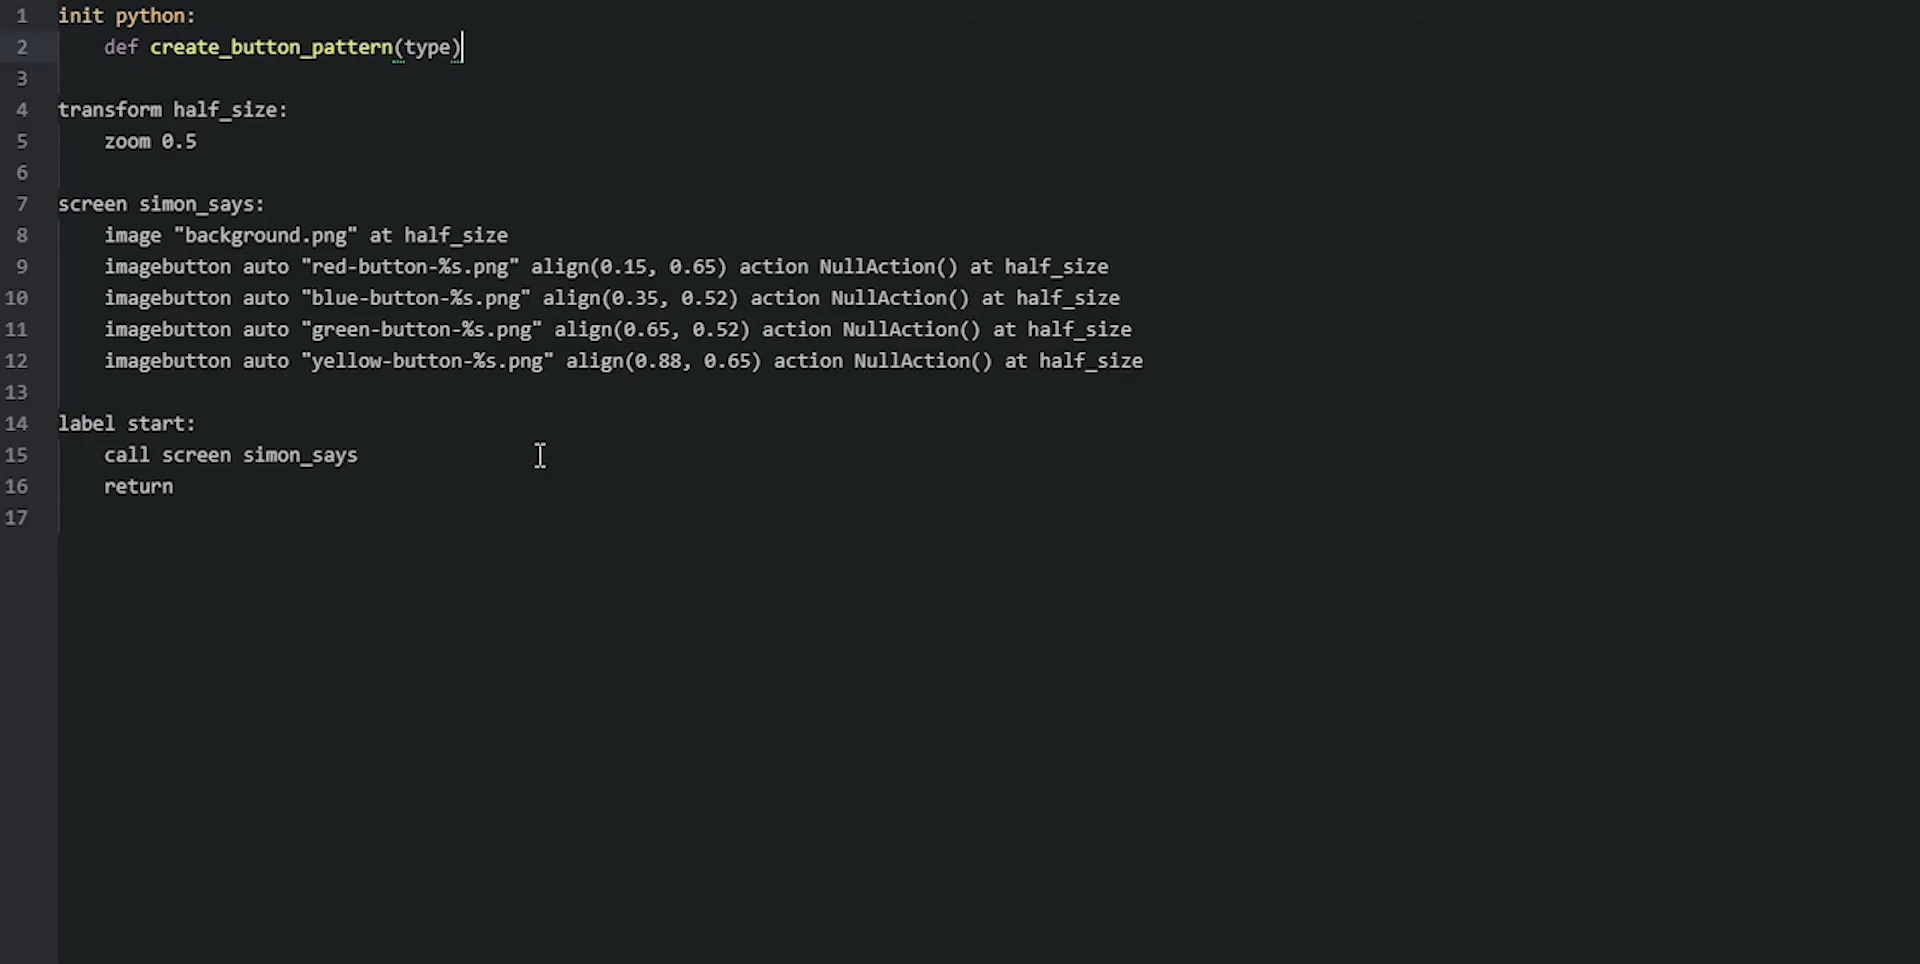 1 init python:
2     def create_button_pattern(type)
3
4 transform half_size:
5     zoom 0.5
6
7 screen simon_says:
8     image "background.png" at half_size
9     imagebutton auto "red-button-%s.png" align(0.15, 0.65) action NullAction() at half_size
10     imagebutton auto "blue-button-%s.png" align(0.35, 0.52) action NullAction() at half_size
11     imagebutton auto "green-button-%s.png" align(0.65, 0.52) action NullAction() at half_size
12     imagebutton auto "yellow-button-%s.png" align(0.88, 0.65) action NullAction() at half_size
13
14 label start:
15     call screen simon_says
16     return
17